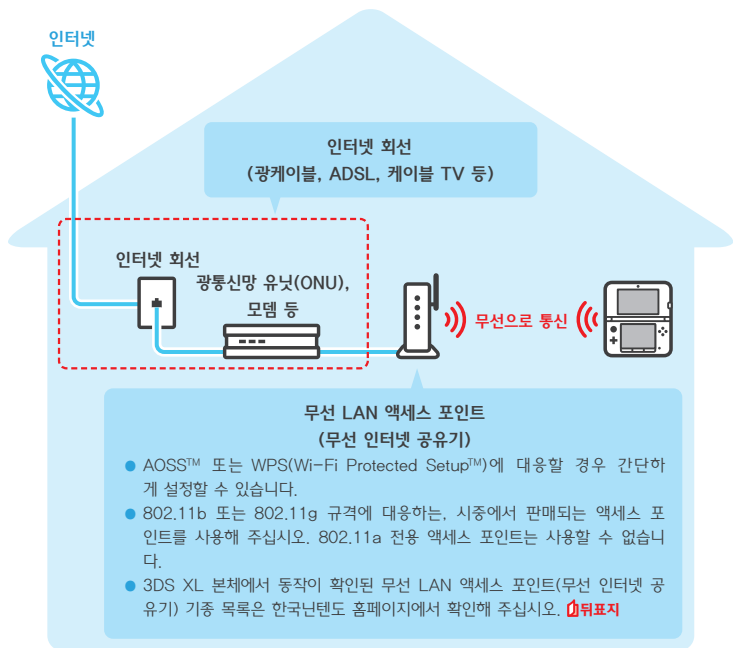 인터넷
인터넷 회선
(광케이블, ADSL, 케이블 TV 등)
인터넷 회선
광통신망 유닛(ONU),
모뎀 등
무선으로 통신
무선 LAN 액세스 포인트
(무선 인터넷 공유기)
● AOSS™ 또는 WPS(Wi-Fi Protected Setup™)에 대응할 경우 간단하
게 설정할 수 있습니다.
● 802.11b 또는 802.11g 규격에 대응하는, 시중에서 판매되는 액세스 포
인트를 사용해 주십시오. 802.11a 전용 액세스 포인트는 사용할 수 없습니
다.
● 3DS XL 본체에서 동작이 확인된 무선 LAN 액세스 포인트(무선 인터넷 공
유기) 기종 목록은 한국닌텐도 홈페이지에서 확인해 주십시오. 뒤표지